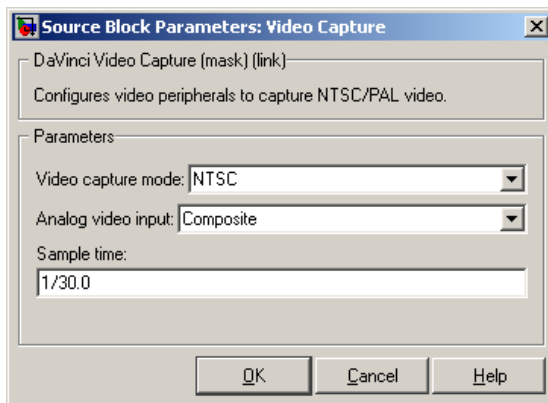 Source Block Parameters: Video Capture
DaVinci Video Capture (mask) (link)
Configures video peripherals to capture NTSC/PAL video.
Parameters
Video capture mode: NTSC
Analog video input: Composite
Sample time:
1/30.0
OK Cancel Help